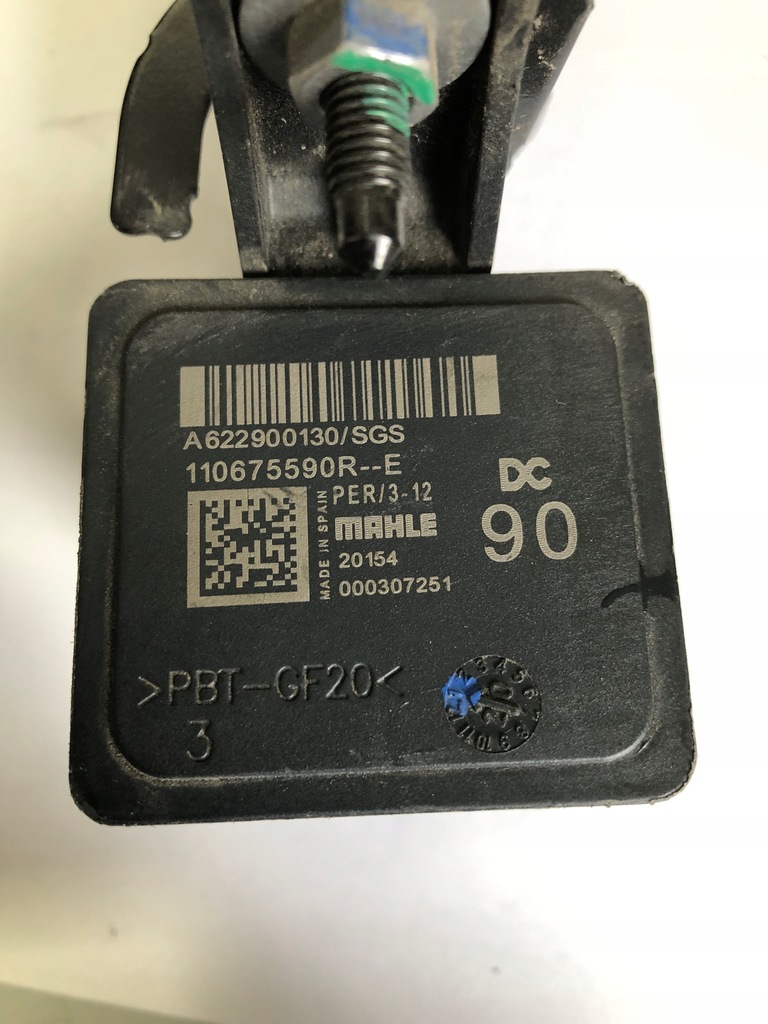 A622900130/SGS
110675590R--E
PER/3-12
MADE IN SPAIN
MAHLE
20154
000307251
DC
90
>PBT-GF20<
3